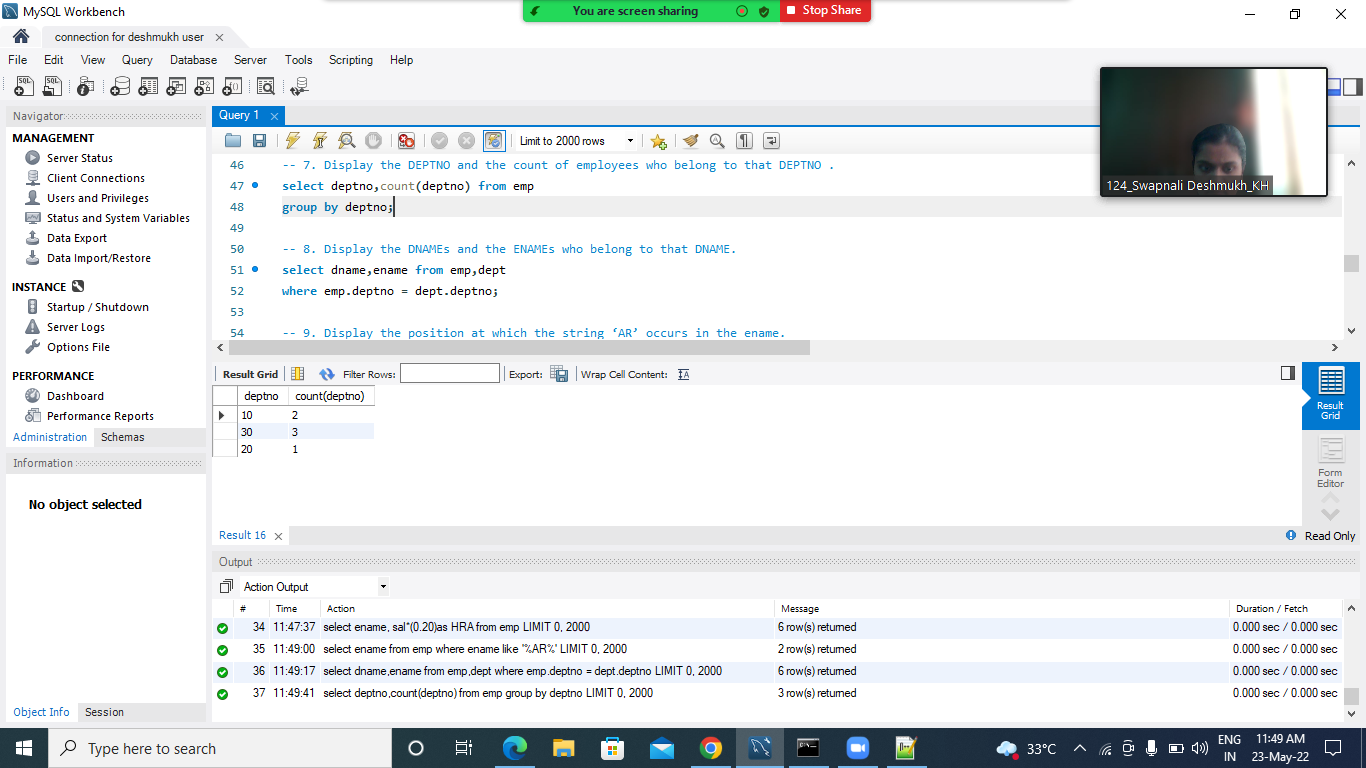 MySQL Workbench
You are screen sharing
Stop Share
connection for deshmukh user
File Edit View Query Database Server Tools Scripting Help
Navigator
MANAGEMENT
Server Status
Client Connections
Users and Privileges
Status and System Variables
Data Export
Data Import/Restore
INSTANCE
Startup / Shutdown
Server Logs
Options File
PERFORMANCE
Dashboard
Performance Reports
Administration Schemas
Information
No object selected
Object Info Session
Query 1
Limit to 2000 rows
46 -- 7. Display the DEPTNO and the count of employees who belong to that DEPTNO .
47 select deptno,count(deptno) from emp
48 group by deptno;
49
50 -- 8. Display the DNAMEs and the ENAMEs who belong to that DNAME.
51 select dname,ename from emp,dept
52 where emp.deptno = dept.deptno;
53
54 -- 9. Display the position at which the string ‘AR’ occurs in the ename.
124_Swapnali Deshmukh_KH
Result Grid Filter Rows: Export: Wrap Cell Content:
deptno count(deptno)
10 2
30 3
20 1
Result Grid
Form Editor
Result 16
Read Only
Output
Action Output
# Time Action Message Duration / Fetch
34 11:47:37 select ename, sal*(0.20)as HRA from emp LIMIT 0, 2000 6 row(s) returned 0.000 sec / 0.000 sec
35 11:49:00 select ename from emp where ename like '%AR%' LIMIT 0, 2000 2 row(s) returned 0.000 sec / 0.000 sec
36 11:49:17 select dname,ename from emp,dept where emp.deptno = dept.deptno LIMIT 0, 2000 6 row(s) returned 0.000 sec / 0.000 sec
37 11:49:41 select deptno,count(deptno) from emp group by deptno LIMIT 0, 2000 3 row(s) returned 0.000 sec / 0.000 sec
Type here to search
33°C
ENG
IN
11:49 AM
23-May-22